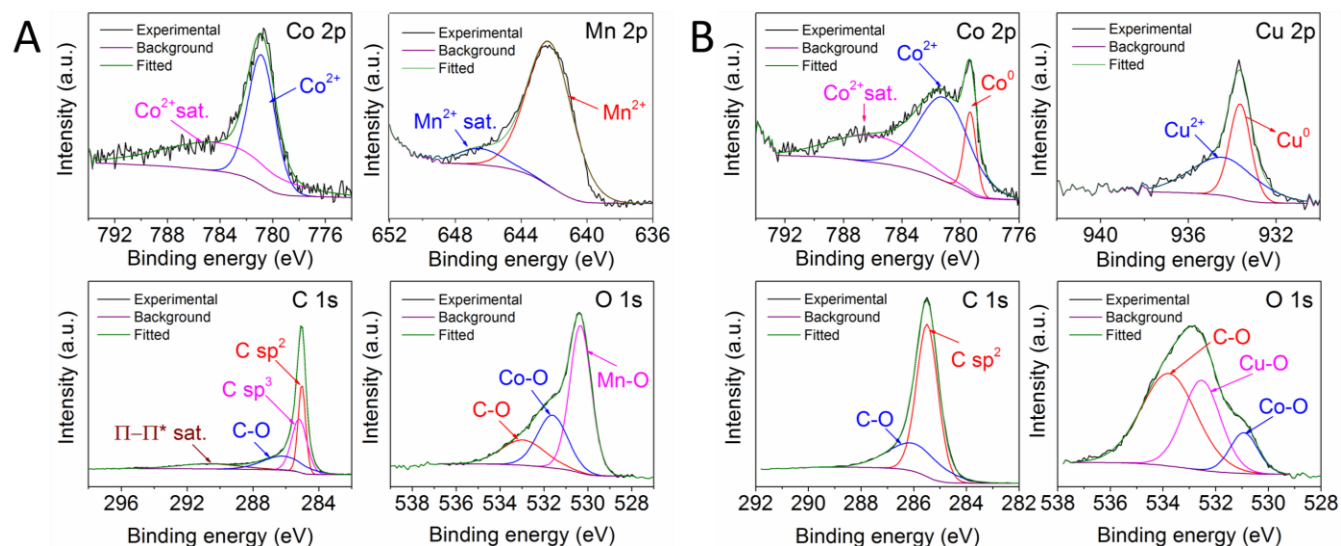 A
Co 2p
Experimental
Background
Fitted
Co²⁺
Co²⁺sat.
Intensity (a.u.)
792 788 784 780 776
Binding energy (eV)
Mn 2p
Experimental
Background
Fitted
Mn²⁺
Mn²⁺ sat.
Intensity (a.u.)
652 648 644 640 636
Binding energy (eV)
C 1s
Experimental
Background
Fitted
C sp²
C sp³
C-O
Π–Π* sat.
Intensity (a.u.)
296 292 288 284
Binding energy (eV)
O 1s
Experimental
Background
Fitted
Mn-O
Co-O
C-O
Intensity (a.u.)
538 536 534 532 530 528
Binding energy (eV)
B
Co 2p
Experimental
Background
Fitted
Co²⁺
Co⁰
Co²⁺sat.
Intensity (a.u.)
792 788 784 780 776
Binding energy (eV)
Cu 2p
Experimental
Background
Fitted
Cu²⁺
Cu⁰
Intensity (a.u.)
940 936 932
Binding energy (eV)
C 1s
Experimental
Background
Fitted
C sp²
C-O
Intensity (a.u.)
292 290 288 286 284 282
Binding energy (eV)
O 1s
Experimental
Background
Fitted
C-O
Cu-O
Co-O
Intensity (a.u.)
538 536 534 532 530 528
Binding energy (eV)